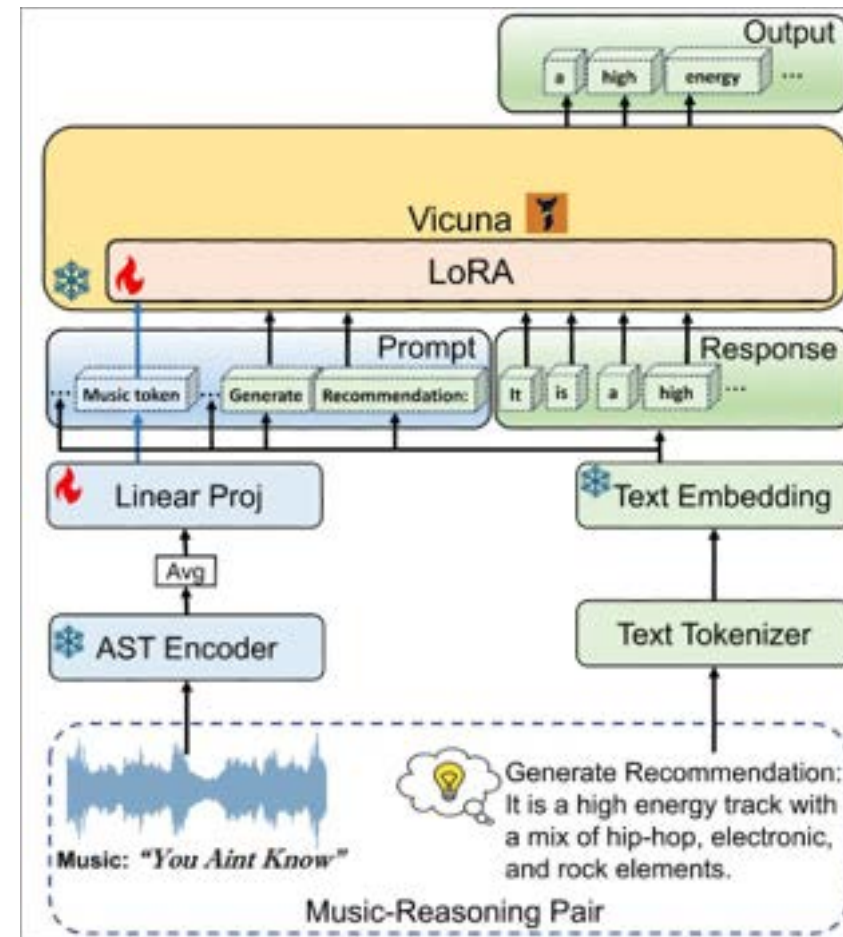 Output
a high energy ...
Vicuna
LoRA
Prompt
Response
... Music token ... Generate Recommendation:
It is a high ...
Linear Proj
Text Embedding
Avg
AST Encoder
Text Tokenizer
Generate Recommendation:
It is a high energy track with
a mix of hip-hop, electronic,
and rock elements.
Music: “You Aint Know”
Music-Reasoning Pair